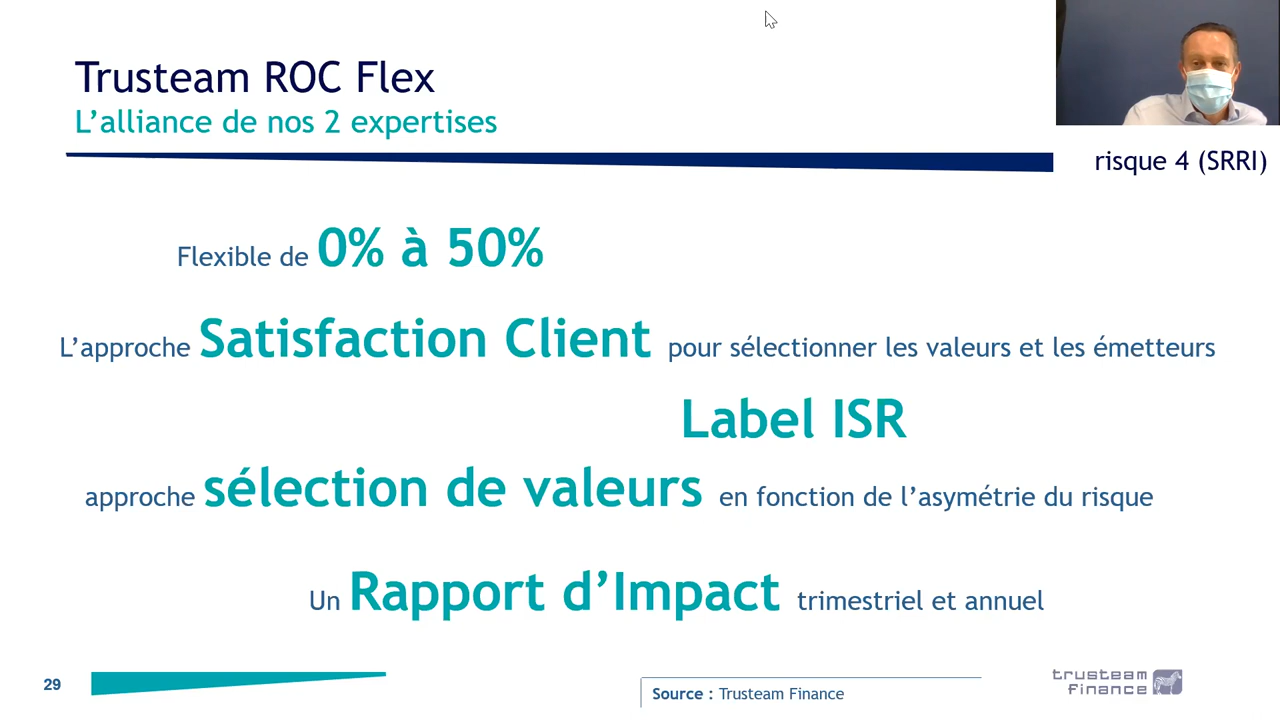 Trusteam ROC Flex
L’alliance de nos 2 expertises
risque 4 (SRRI)
Flexible de 0% à 50%
L’approche Satisfaction Client pour sélectionner les valeurs et les émetteurs
Label ISR
approche sélection de valeurs en fonction de l’asymétrie du risque
Un Rapport d’Impact trimestriel et annuel
29
Source : Trusteam Finance
trusteam
finance